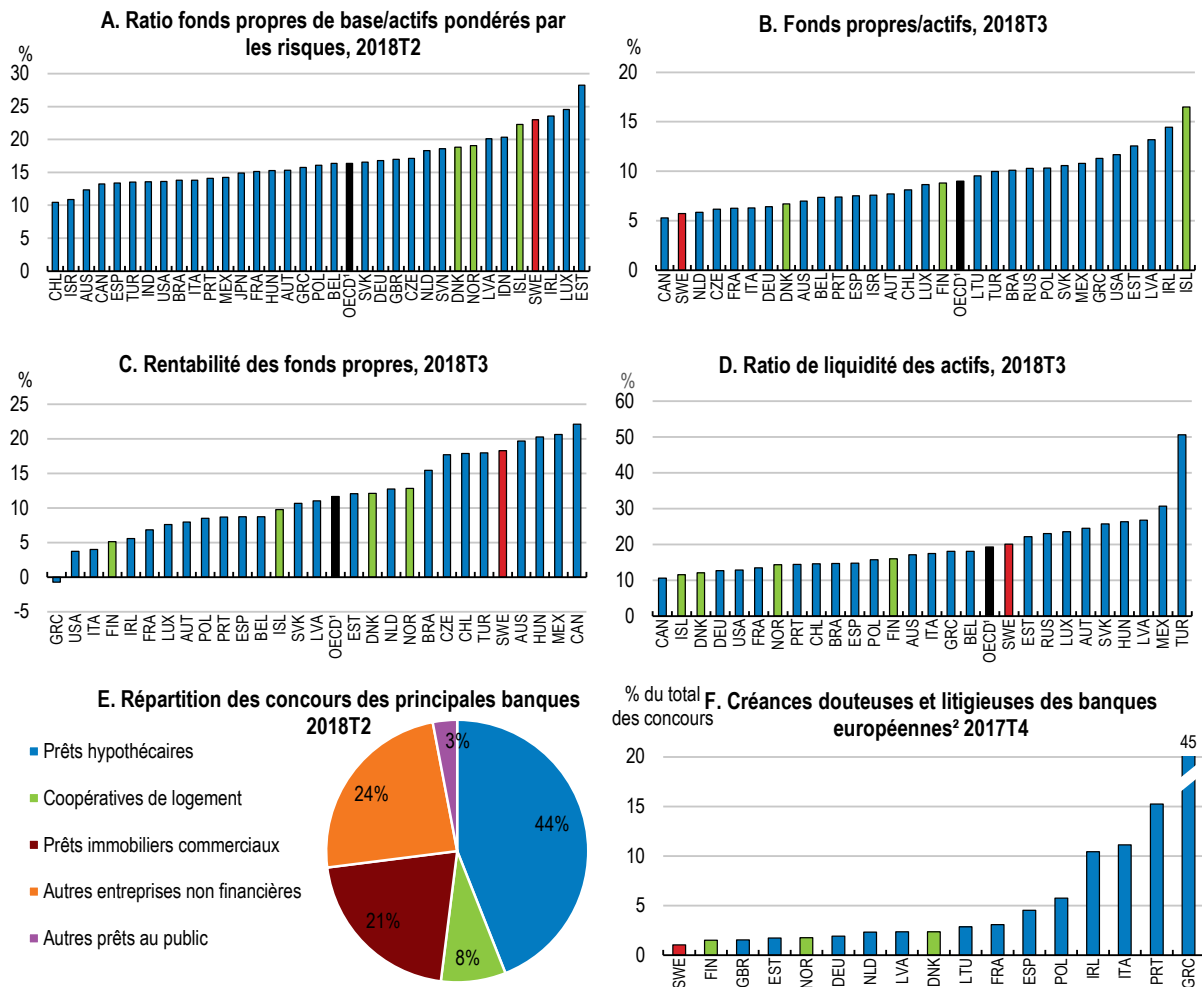 A. Ratio fonds propres de base/actifs pondérés par
les risques, 2018T2
%
30
25
20
15
10
5
0
CHL ISR AUS CAN ESP TUR IND USA BRA ITA PRT MEX JPN FRA HUN AUT GRC POL BEL OECD¹ SVK DEU GBR CZE NLD SVN DNK NOR LVA IDN ISL SWE IRL LUX EST
B. Fonds propres/actifs, 2018T3
%
20
15
10
5
0
CAN SWE NLD CZE FRA ITA DEU DNK AUS BEL PRT ESP ISR AUT CHL LUX FIN OECD¹ LTU TUR BRA RUS POL SVK MEX GRC USA EST LVA IRL ISL
C. Rentabilité des fonds propres, 2018T3
%
25
20
15
10
5
0
-5
GRC USA ITA FIN IRL FRA LUX AUT POL PRT ESP BEL ISL SVK LVA OECD¹ EST DNK NLD NOR BRA CZE CHL TUR SWE AUS HUN MEX CAN
D. Ratio de liquidité des actifs, 2018T3
%
60
50
40
30
20
10
0
CAN ISL DNK DEU USA FRA NOR PRT CHL BRA ESP POL FIN AUS ITA GRC BEL OECD¹ SWE EST RUS LUX AUT SVK HUN LVA MEX TUR
E. Répartition des concours des principales banques
2018T2
Prêts hypothécaires
Coopératives de logement
Prêts immobiliers commerciaux
Autres entreprises non financières
Autres prêts au public
3%
24%
44%
21%
8%
% du total
des concours
F. Créances douteuses et litigieuses des banques
européennes² 2017T4
45
20
15
10
5
0
SWE FIN GBR EST NOR DEU NLD LVA DNK LTU FRA ESP POL IRL ITA PRT GRC